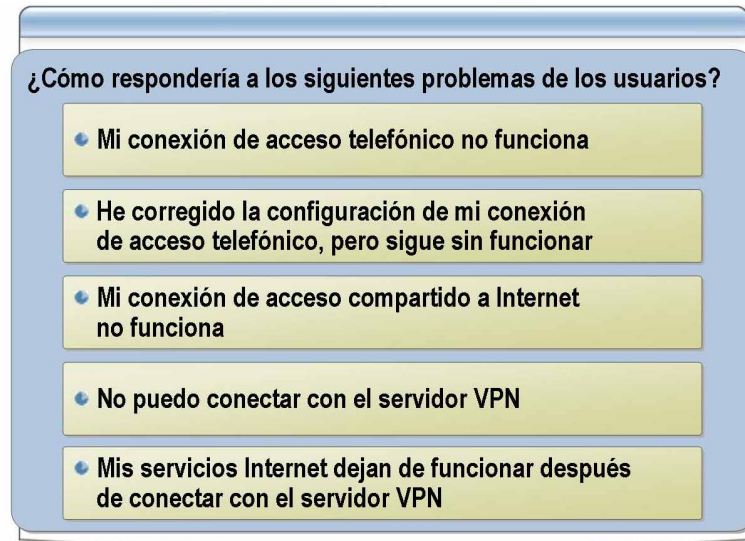 ¿Cómo respondería a los siguientes problemas de los usuarios?
Mi conexión de acceso telefónico no funciona
He corregido la configuración de mi conexión
de acceso telefónico, pero sigue sin funcionar
Mi conexión de acceso compartido a Internet
no funciona
No puedo conectar con el servidor VPN
Mis servicios Internet dejan de funcionar después
de conectar con el servidor VPN